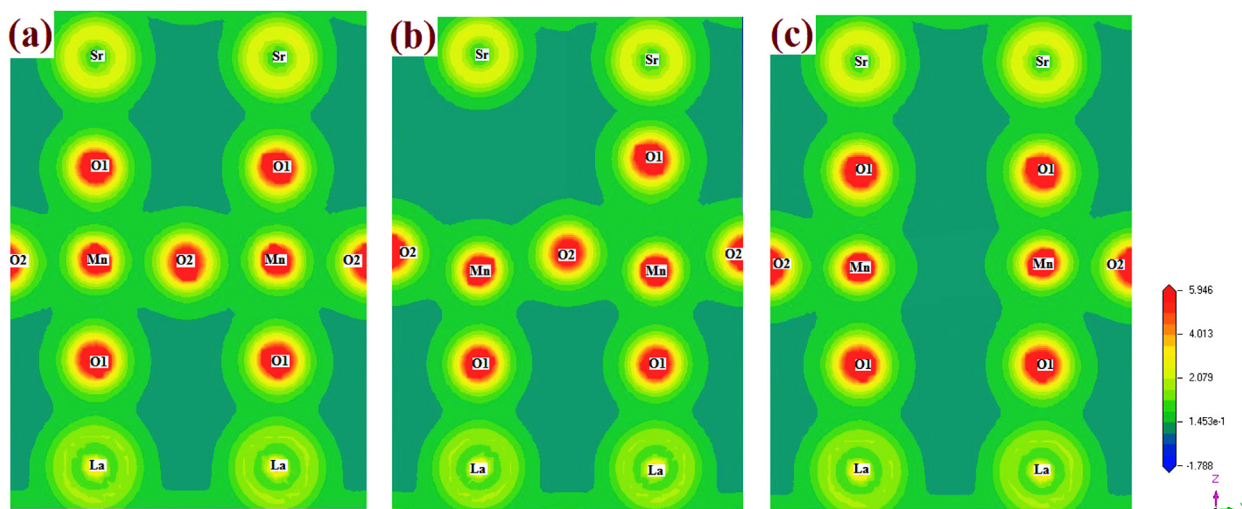 (a) (b) (c)
Sr Sr Sr Sr Sr Sr
O1 O1 O1 O1 O1
O2 Mn O2 Mn O2 O2 Mn O2 Mn O2 O2 Mn Mn O2
O1 O1 O1 O1 O1 O1
La La La La La La
5.946
4.013
2.079
1.453e-1
-1.788
Z